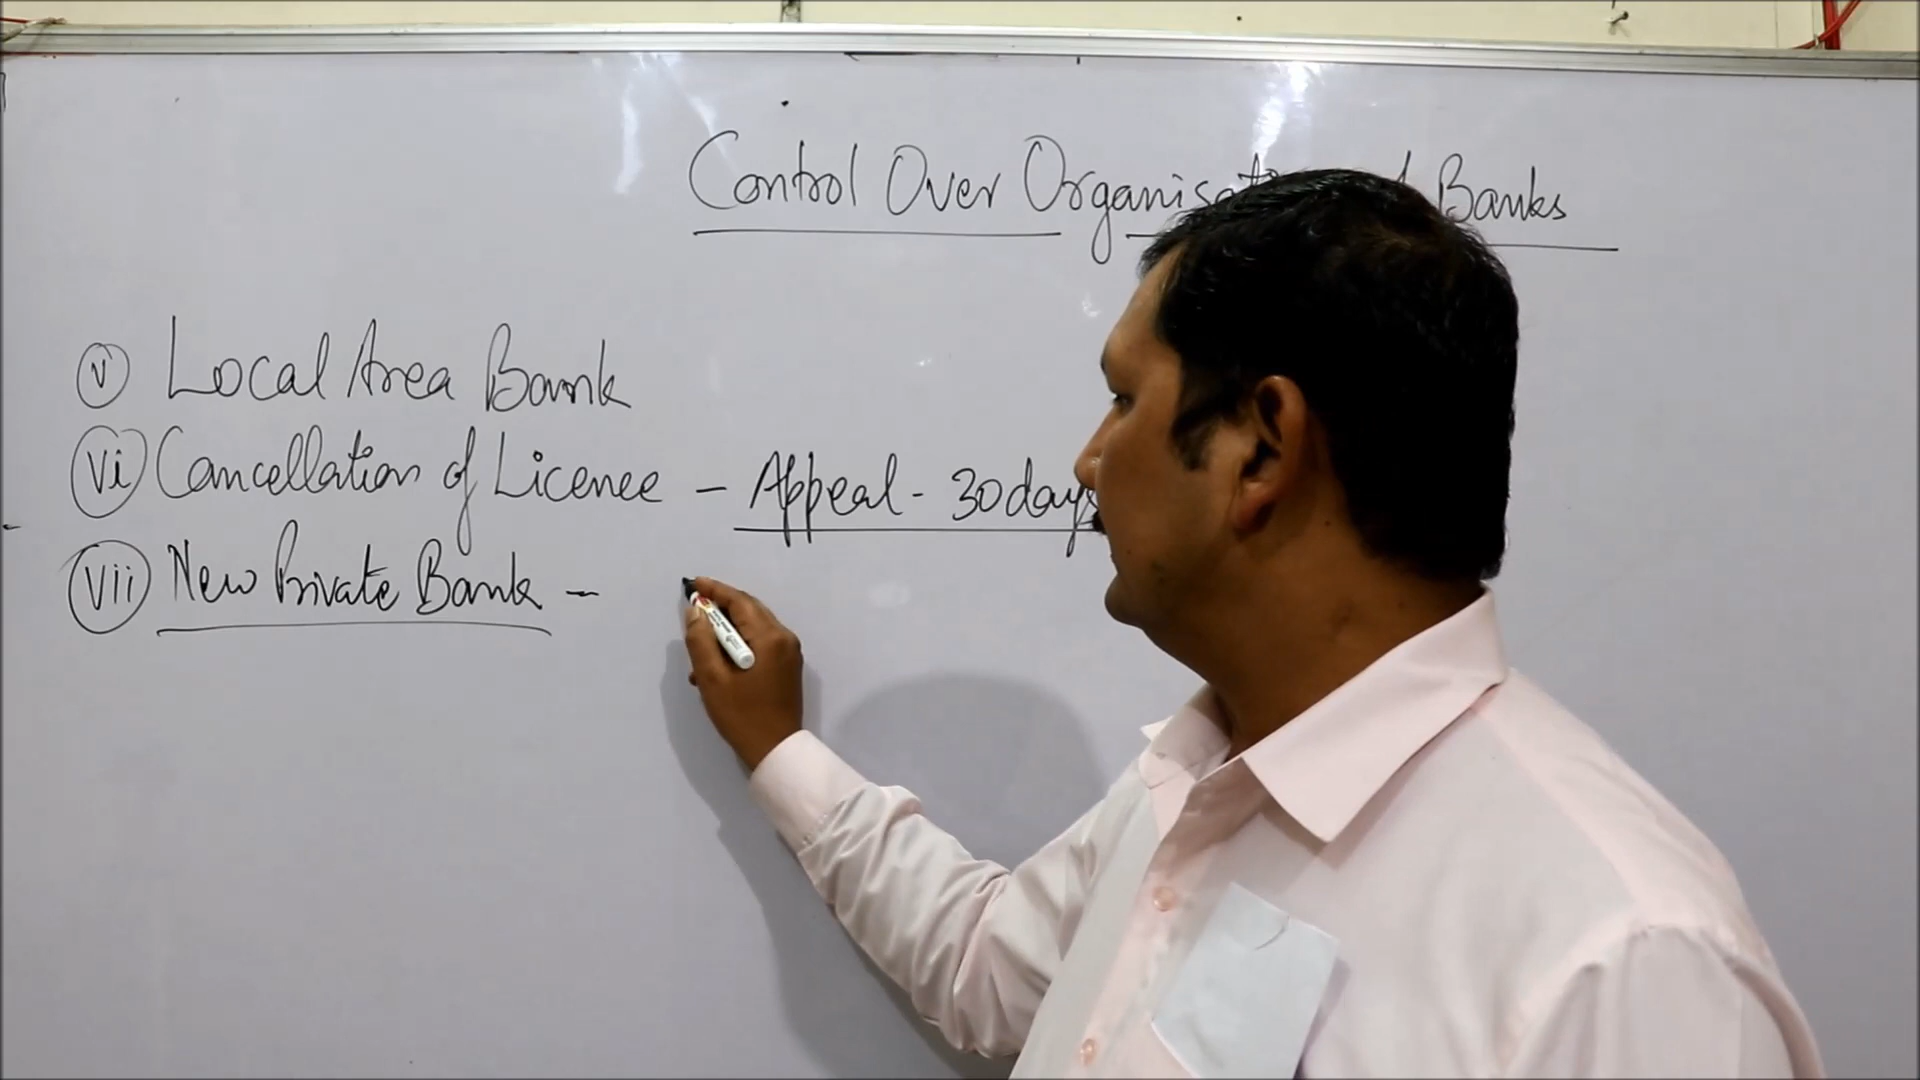 Control Over Organisation of Banks
(v) Local Area Bank
(vi) Cancellation of Licence - Appeal - 30 days
(vii) New Private Bank -